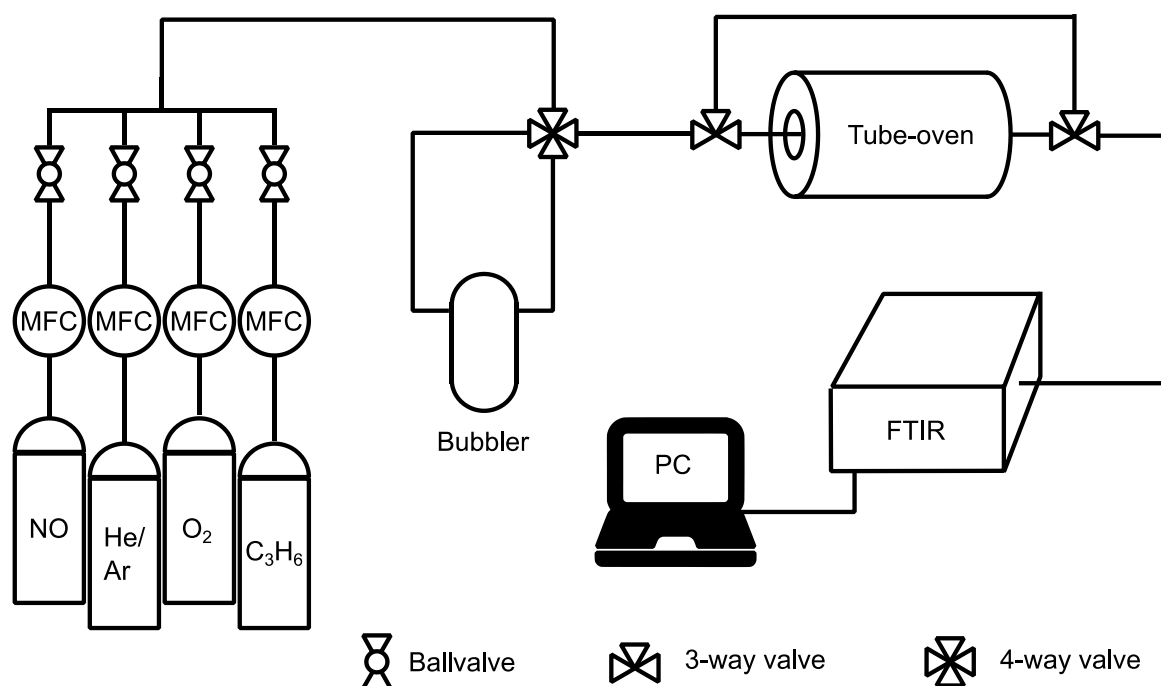 Tube-oven
MFC MFC MFC MFC
Bubbler
FTIR
PC
NO
He/
Ar
O₂
C₃H₆
Ballvalve
3-way valve
4-way valve